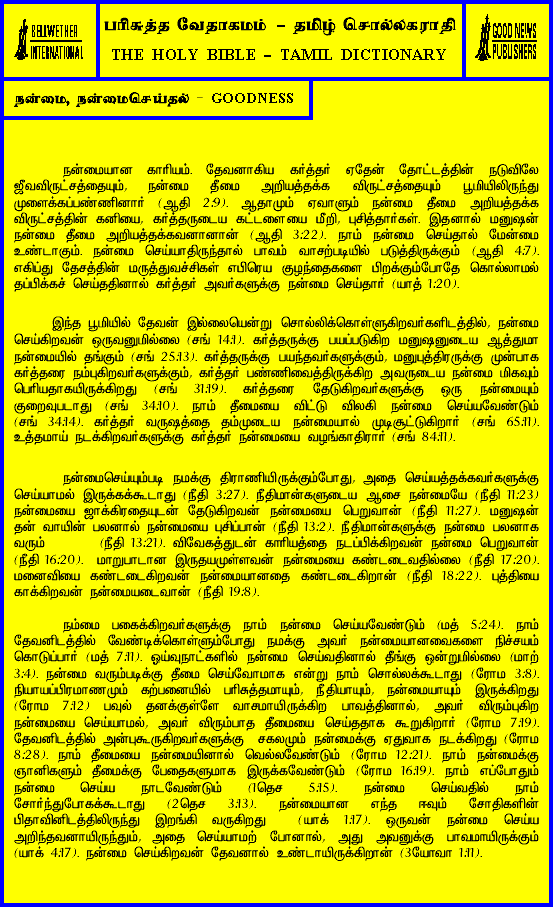 BELLWETHER
INTERNATIONAL
பரிசுத்த வேதாகமம் – தமிழ் சொல்லகராதி
THE HOLY BIBLE – TAMIL DICTIONARY
GOOD NEWS
PUBLISHERS
நன்மை, நன்மைசெய்தல் – GOODNESS
நன்மையான காரியம். தேவனாகிய கர்த்தர் ஏதேன் தோட்டத்தின் நடுவிலே
ஜீவவிருட்சத்தையும், நன்மை தீமை அறியத்தக்க விருட்சத்தையும் பூமியிலிருந்து
முளைக்கப்பண்ணினார் (ஆதி 2:9). ஆதாமும் ஏவாளும் நன்மை தீமை அறியத்தக்க
விருட்சத்தின் கனியை, கர்த்தருடைய கட்டளையை மீறி, புசித்தார்கள். இதனால் மனுஷன்
நன்மை தீமை அறியத்தக்கவனானான் (ஆதி 3:22). நாம் நன்மை செய்தால் மேன்மை
உண்டாகும். நன்மை செய்யாதிருந்தால் பாவம் வாசற்படியில் படுத்திருக்கும் (ஆதி 4:7).
எகிப்து தேசத்தின் மருத்துவச்சிகள் எபிரெய குழந்தைகளை பிறக்கும்போதே கொல்லாமல்
தப்பிக்கச் செய்ததினால் கர்த்தர் அவர்களுக்கு நன்மை செய்தார் (யாத் 1:20).
இந்த பூமியில் தேவன் இல்லையென்று சொல்லிக்கொள்ளுகிறவர்களிடத்தில், நன்மை
செய்கிறவன் ஒருவனுமில்லை (சங் 14:1). கர்த்தருக்கு பயப்படுகிற மனுஷனுடைய ஆத்துமா
நன்மையில் தங்கும் (சங் 25:13). கர்த்தருக்கு பயந்தவர்களுக்கும், மனுபுத்திரருக்கு முன்பாக
கர்த்தரை நம்புகிறவர்களுக்கும், கர்த்தர் பண்ணிவைத்திருக்கிற அவருடைய நன்மை மிகவும்
பெரியதாகயிருக்கிறது (சங் 31:19). கர்த்தரை தேடுகிறவர்களுக்கு ஒரு நன்மையும்
குறைவுபடாது (சங் 34:10). நாம் தீமையை விட்டு விலகி நன்மை செய்யவேண்டும்
(சங் 34:14). கர்த்தர் வருஷத்தை தம்முடைய நன்மையால் முடிசூட்டுகிறார் (சங் 65:11).
உத்தமாய் நடக்கிறவர்களுக்கு கர்த்தர் நன்மையை வழங்காதிரார் (சங் 84:11).
நன்மைசெய்யும்படி நமக்கு திராணியிருக்கும்போது, அதை செய்யத்தக்கவர்களுக்கு
செய்யாமல் இருக்கக்கூடாது (நீதி 3:27). நீதிமான்களுடைய ஆசை நன்மையே (நீதி 11:23)
நன்மையை ஜாக்கிரதையுடன் தேடுகிறவன் நன்மையை பெறுவான் (நீதி 11:27). மனுஷன்
தன் வாயின் பலனால் நன்மையை புசிப்பான் (நீதி 13:2). நீதிமான்களுக்கு நன்மை பலனாக
வரும் (நீதி 13:21). விவேகத்துடன் காரியத்தை நடப்பிக்கிறவன் நன்மை பெறுவான்
(நீதி 16:20). மாறுபாடான இருதயமுள்ளவன் நன்மையை கண்டடைவதில்லை (நீதி 17:20).
மனைவியை கண்டடைகிறவன் நன்மையானதை கண்டடைகிறான் (நீதி 18:22). புத்தியை
காக்கிறவன் நன்மையடைவான் (நீதி 19:8).
நம்மை பகைக்கிறவர்களுக்கு நாம் நன்மை செய்யவேண்டும் (மத் 5:24). நாம்
தேவனிடத்தில் வேண்டிக்கொள்ளும்போது நமக்கு அவர் நன்மையானவைகளை நிச்சயம்
கொடுப்பார் (மத் 7:11). ஓய்வுநாட்களில் நன்மை செய்வதினால் தீங்கு ஒன்றுமில்லை (மாற்
3:4). நன்மை வரும்படிக்கு தீமை செய்வோமாக என்று நாம் சொல்லக்கூடாது (ரோம 3:8).
நியாயப்பிரமாணமும் கற்பனையில் பரிசுத்தமாயும், நீதியாயும், நன்மையாயும் இருக்கிறது
(ரோம 7:12) பவுல் தனக்குள்ளே வாசமாயிருக்கிற பாவத்தினால், அவர் விரும்புகிற
நன்மையை செய்யாமல், அவர் விரும்பாத தீமையை செய்ததாக கூறுகிறார் (ரோம 7:19).
தேவனிடத்தில் அன்புகூருகிறவர்களுக்கு சகலமும் நன்மைக்கு ஏதுவாக நடக்கிறது (ரோம
8:28). நாம் தீமையை நன்மையினால் வெல்லவேண்டும் (ரோம 12:21). நாம் நன்மைக்கு
ஞானிகளும் தீமைக்கு பேதைகளுமாக இருக்கவேண்டும் (ரோம 16:19). நாம் எப்போதும்
நன்மை செய்ய நாடவேண்டும் (1தெச 5:15). நன்மை செய்வதில் நாம்
சோர்ந்துபோகக்கூடாது (2தெச 3:13). நன்மையான எந்த ஈவும் சோதிகளின்
பிதாவினிடத்திலிருந்து இறங்கி வருகிறது (யாக் 1:17). ஒருவன் நன்மை செய்ய
அறிந்தவனாயிருந்தும், அதை செய்யாமற் போனால், அது அவனுக்கு பாவமாயிருக்கும்
(யாக் 4:17). நன்மை செய்கிறவன் தேவனால் உண்டாயிருக்கிறான் (3யோவா 1:11).